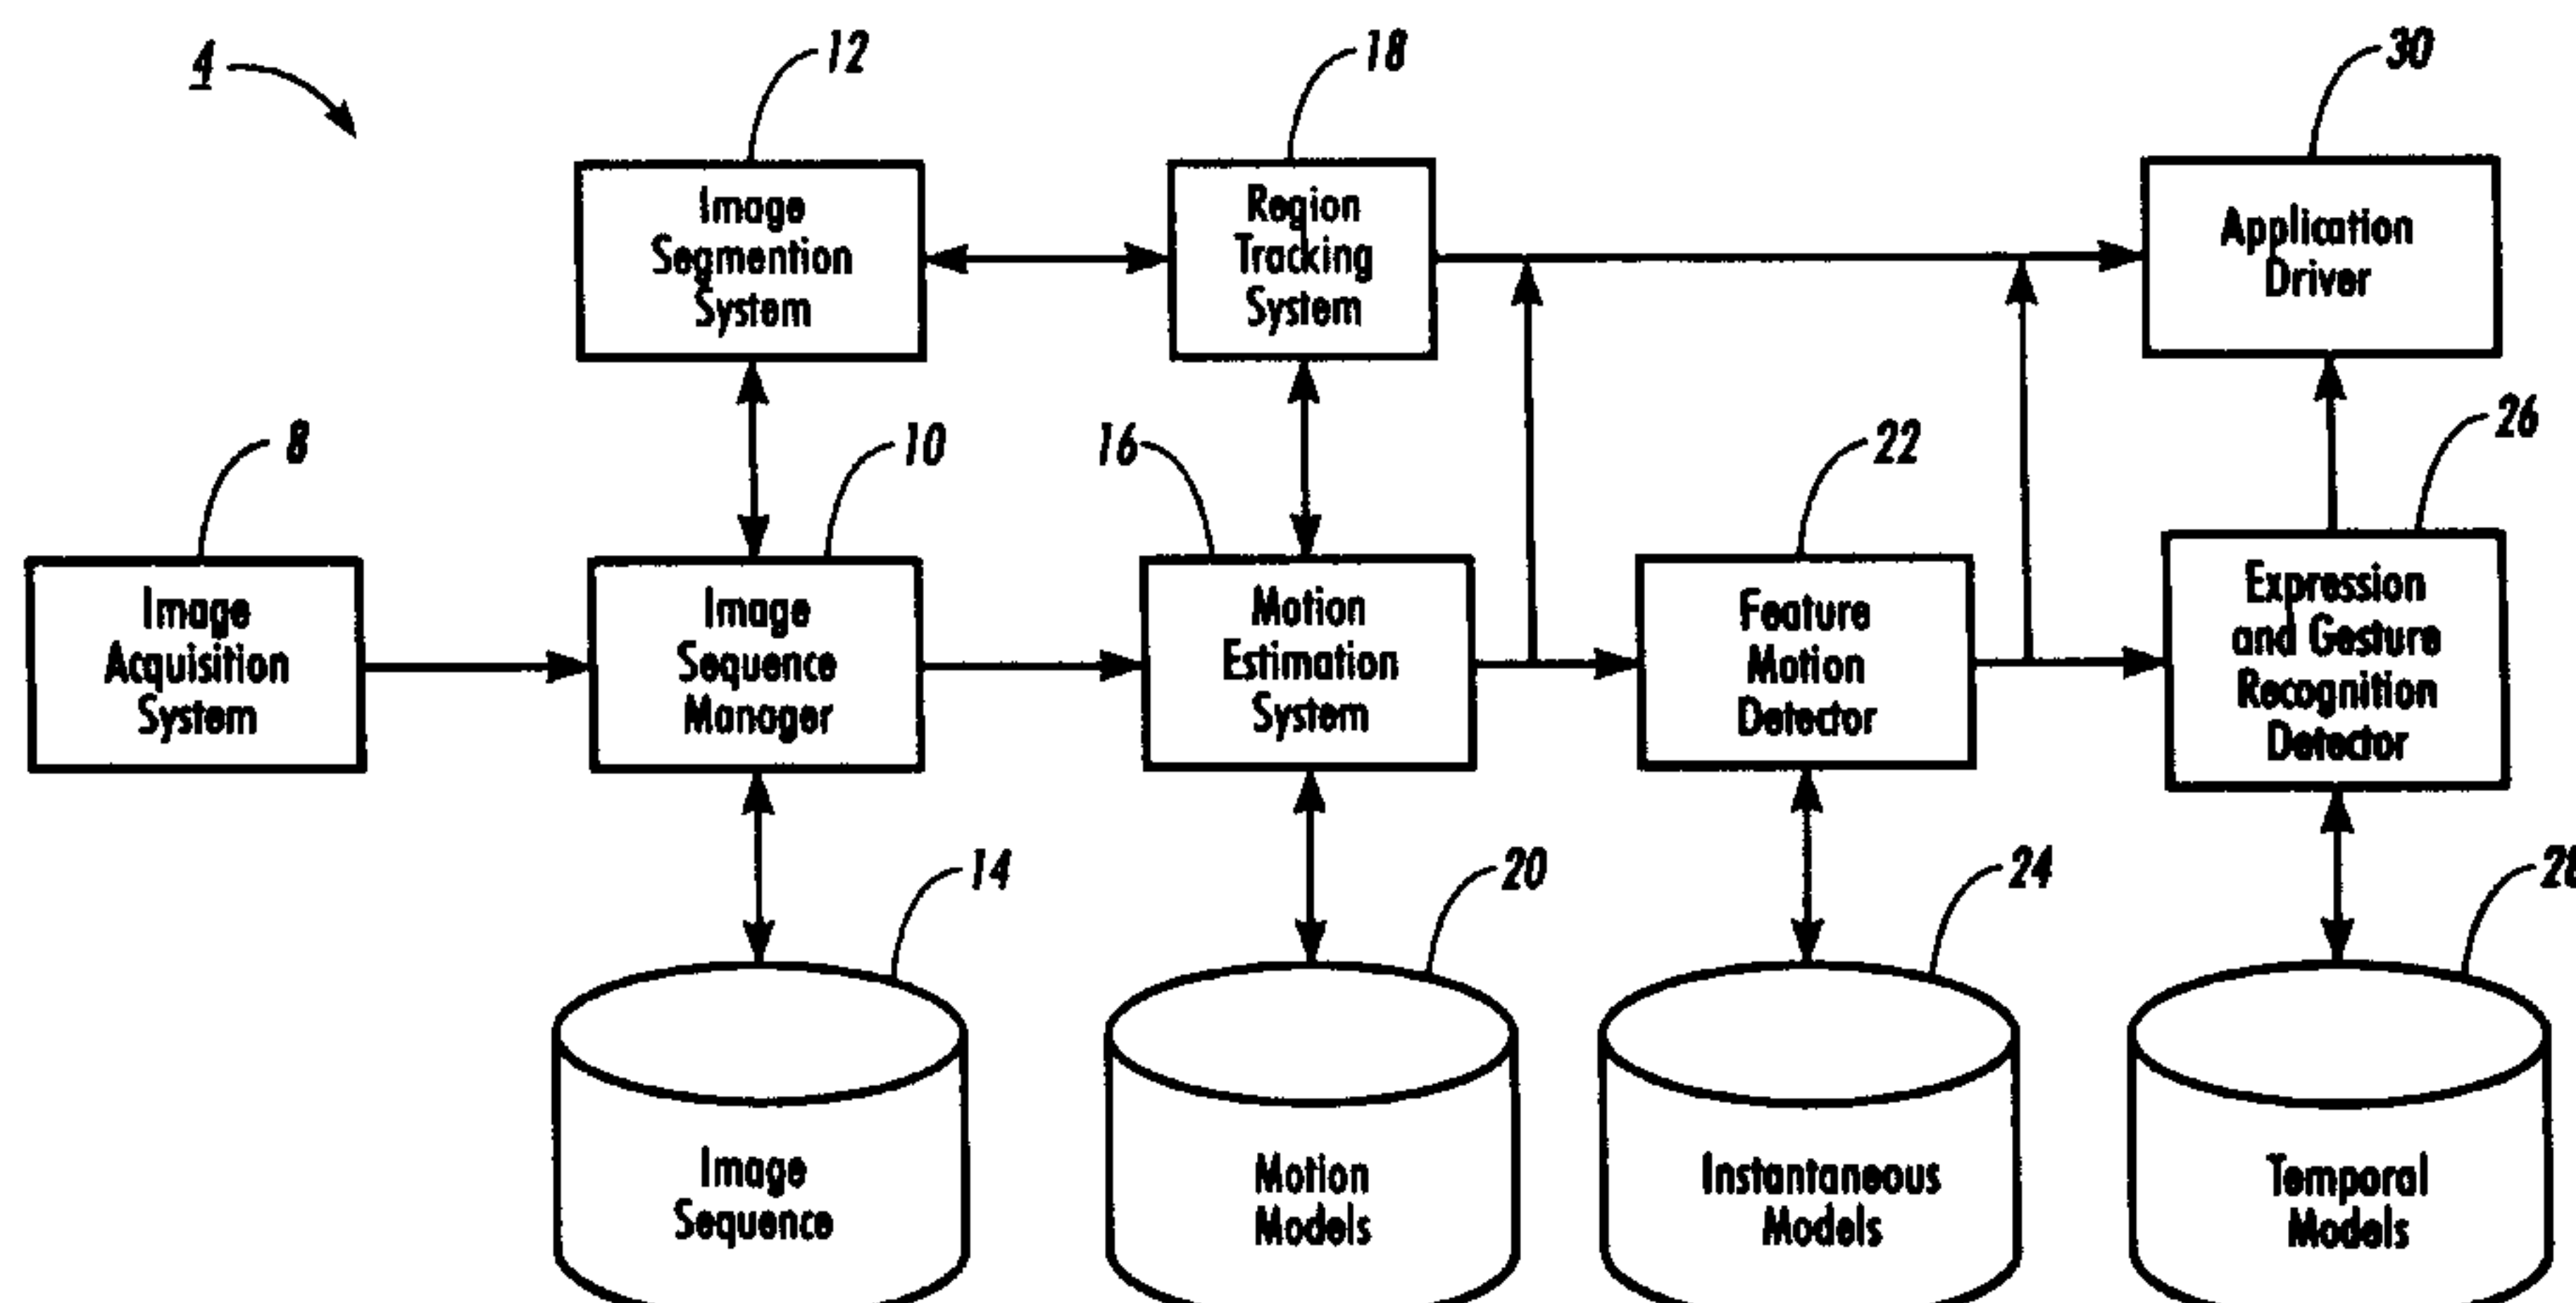 4
12
18
30
Image
Segmention
System
Region
Tracking
System
Application
Driver
8
10
16
22
26
Image
Acquisition
System
Image
Sequence
Manager
Motion
Estimation
System
Feature
Motion
Detector
Expression
and Gesture
Recognition
Detector
14
20
24
28
Image
Sequence
Motion
Models
Instantaneous
Models
Temporal
Models